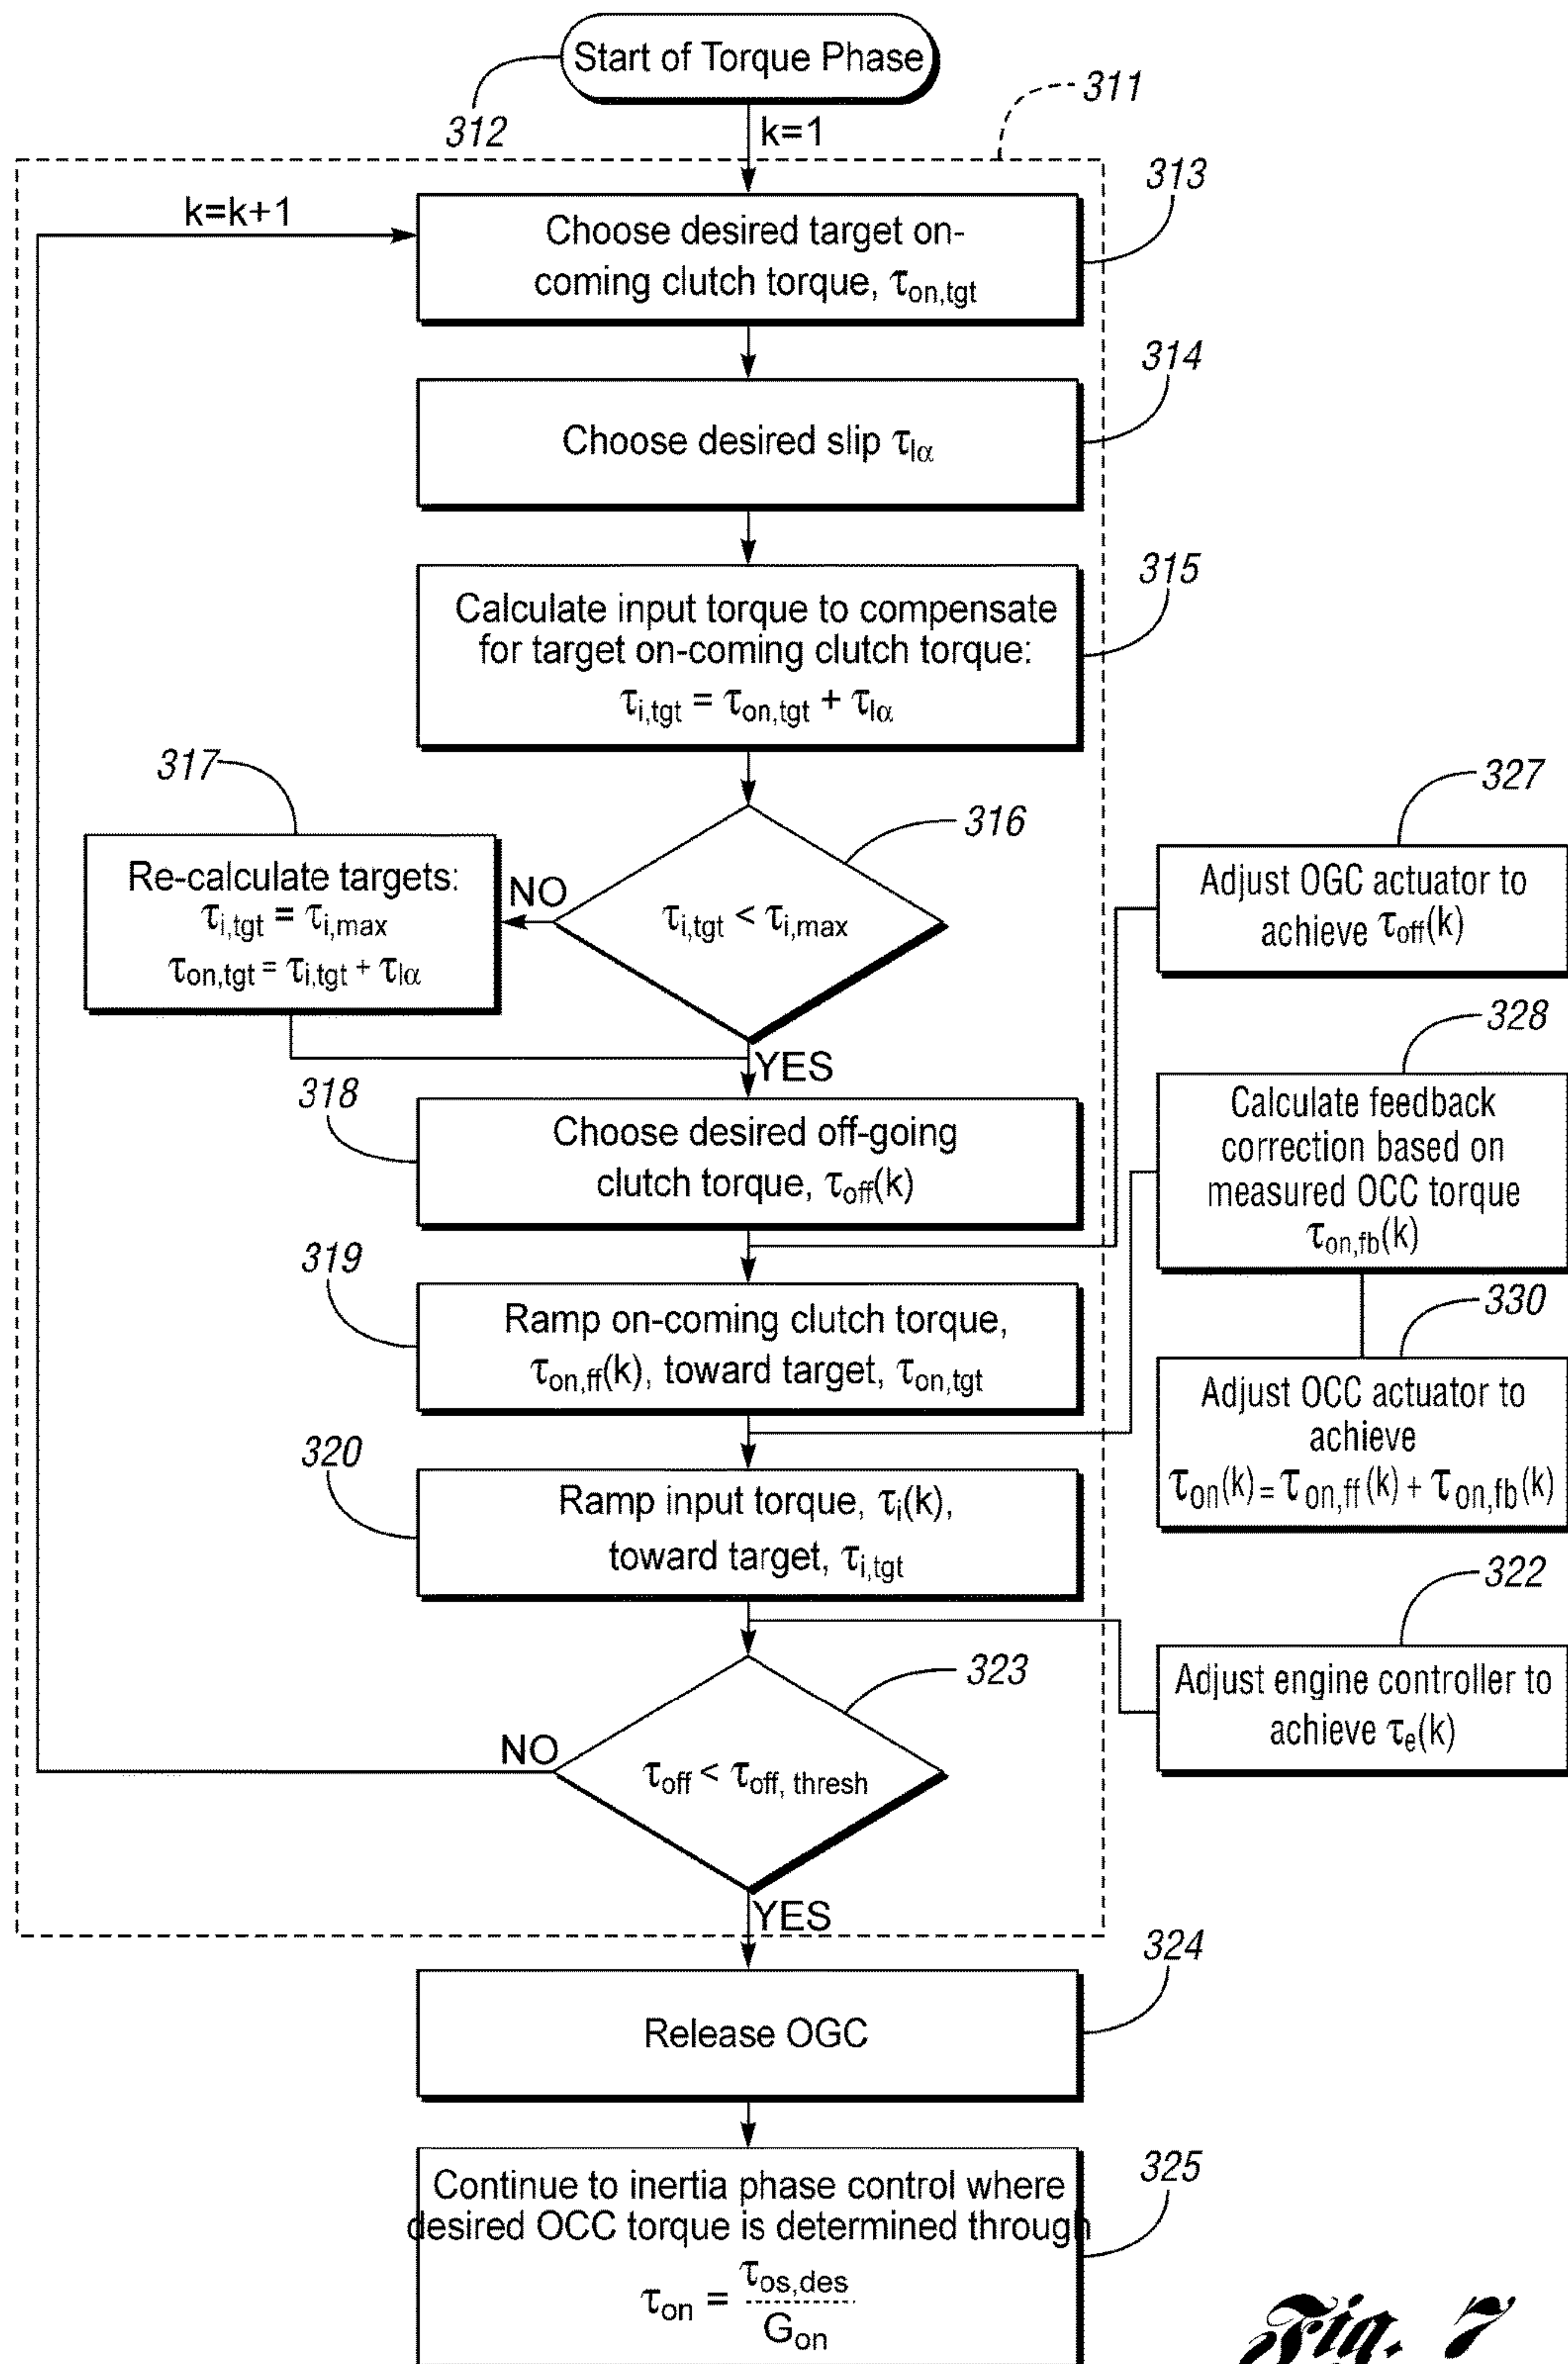 Start of Torque Phase
312
k=1
311
313
k=k+1
Choose desired target on-
coming clutch torque, τon,tgt
314
Choose desired slip τlα
315
Calculate input torque to compensate
for target on-coming clutch torque:
τi,tgt = τon,tgt + τlα
317
316
Re-calculate targets:
τi,tgt = τi,max
τon,tgt = τi,tgt + τlα
NO
τi,tgt < τi,max
YES
327
Adjust OGC actuator to
achieve τoff(k)
318
Choose desired off-going
clutch torque, τoff(k)
328
Calculate feedback
correction based on
measured OCC torque
τon,fb(k)
319
Ramp on-coming clutch torque,
τon,ff(k), toward target, τon,tgt
330
Adjust OCC actuator to
achieve
τon(k) = τon,ff(k) + τon,fb(k)
320
Ramp input torque, τi(k),
toward target, τi,tgt
322
Adjust engine controller to
achieve τe(k)
323
NO
τoff < τoff, thresh
YES
324
Release OGC
325
Continue to inertia phase control where
desired OCC torque is determined through
τon = τos,des
Gon
Fig. 7